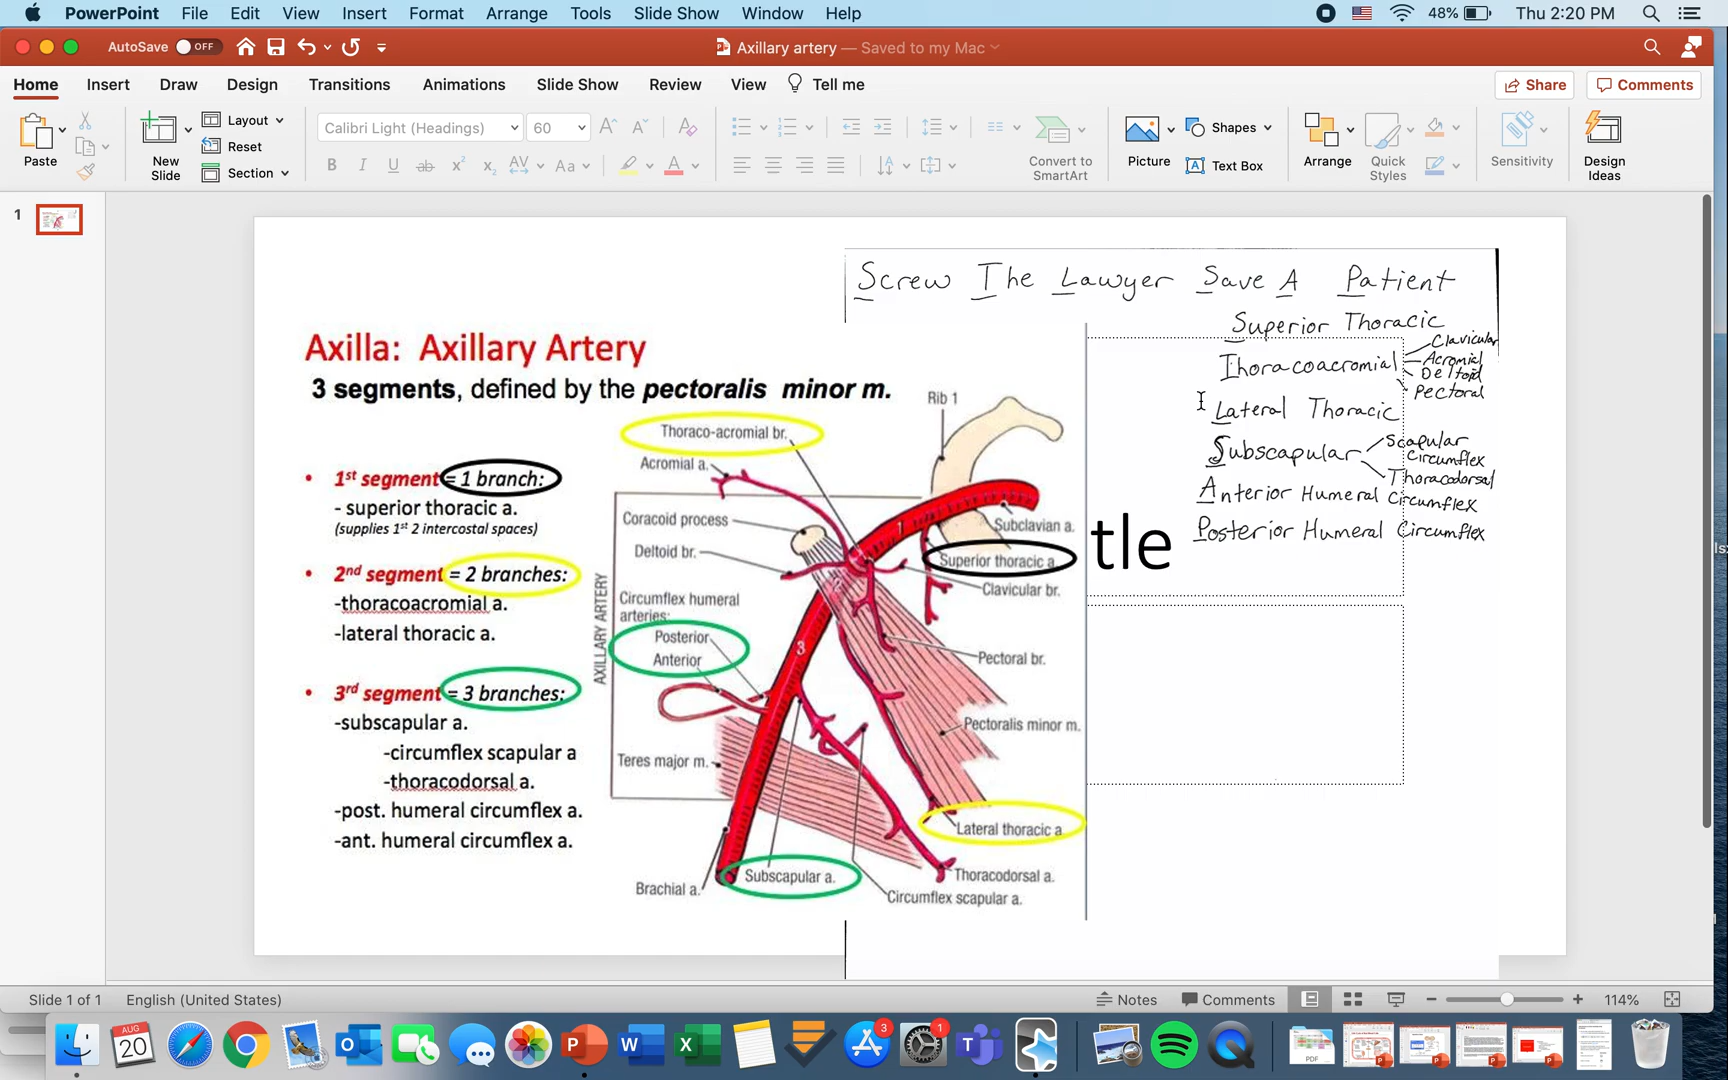 PowerPoint File Edit View Insert Format Arrange Tools Slide Show Window Help 48% Thu 2:20 PM
AutoSave OFF Axillary artery — Saved to my Mac
Home Insert Draw Design Transitions Animations Slide Show Review View Tell me Share Comments
Paste New Slide Layout Reset Section Calibri Light (Headings) 60 Convert to SmartArt Picture Shapes Text Box Arrange Quick Styles Sensitivity Design Ideas
1
Screw The Lawyer Save A Patient
Superior Thoracic
Thoracoacromial
Clavicular
Acromial
Deltoid
Pectoral
Lateral Thoracic
Subscapular
Scapular Circumflex
Thoracodorsal
Anterior Humeral Circumflex
Posterior Humeral Circumflex
tle
Axilla: Axillary Artery
3 segments, defined by the pectoralis minor m.
• 1st segment = 1 branch:
- superior thoracic a.
(supplies 1st 2 intercostal spaces)
• 2nd segment = 2 branches:
-thoracoacromial a.
-lateral thoracic a.
• 3rd segment = 3 branches:
-subscapular a.
-circumflex scapular a
-thoracodorsal a.
-post. humeral circumflex a.
-ant. humeral circumflex a.
Rib 1
Thoraco-acromial br.
Acromial a.
Coracoid process
Subclavian a.
Deltoid br.
Superior thoracic a.
Clavicular br.
Circumflex humeral
arteries:
Posterior
Anterior
AXILLARY ARTERY
1
2
3
Pectoral br.
Pectoralis minor m.
Teres major m.
Lateral thoracic a
Subscapular a.
Thoracodorsal a.
Brachial a.
Circumflex scapular a.
Slide 1 of 1 English (United States) Notes Comments 114%
AUG
20
3
1
PDF